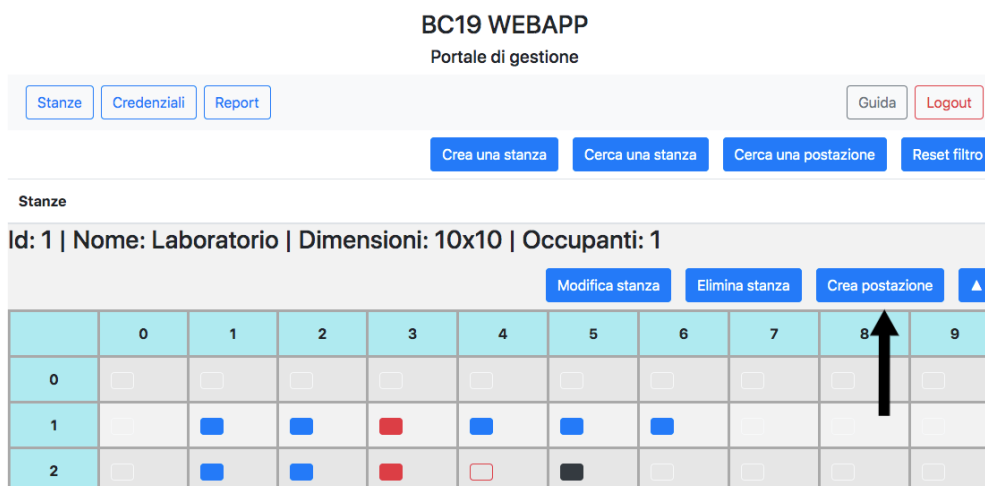 BC19 WEBAPP
Portale di gestione
Stanze Credenziali Report Guida Logout
Crea una stanza Cerca una stanza Cerca una postazione Reset filtro
Stanze
Id: 1 | Nome: Laboratorio | Dimensioni: 10x10 | Occupanti: 1
Modifica stanza Elimina stanza Crea postazione ▲
0 1 2 3 4 5 6 7 8 9
0
1
2